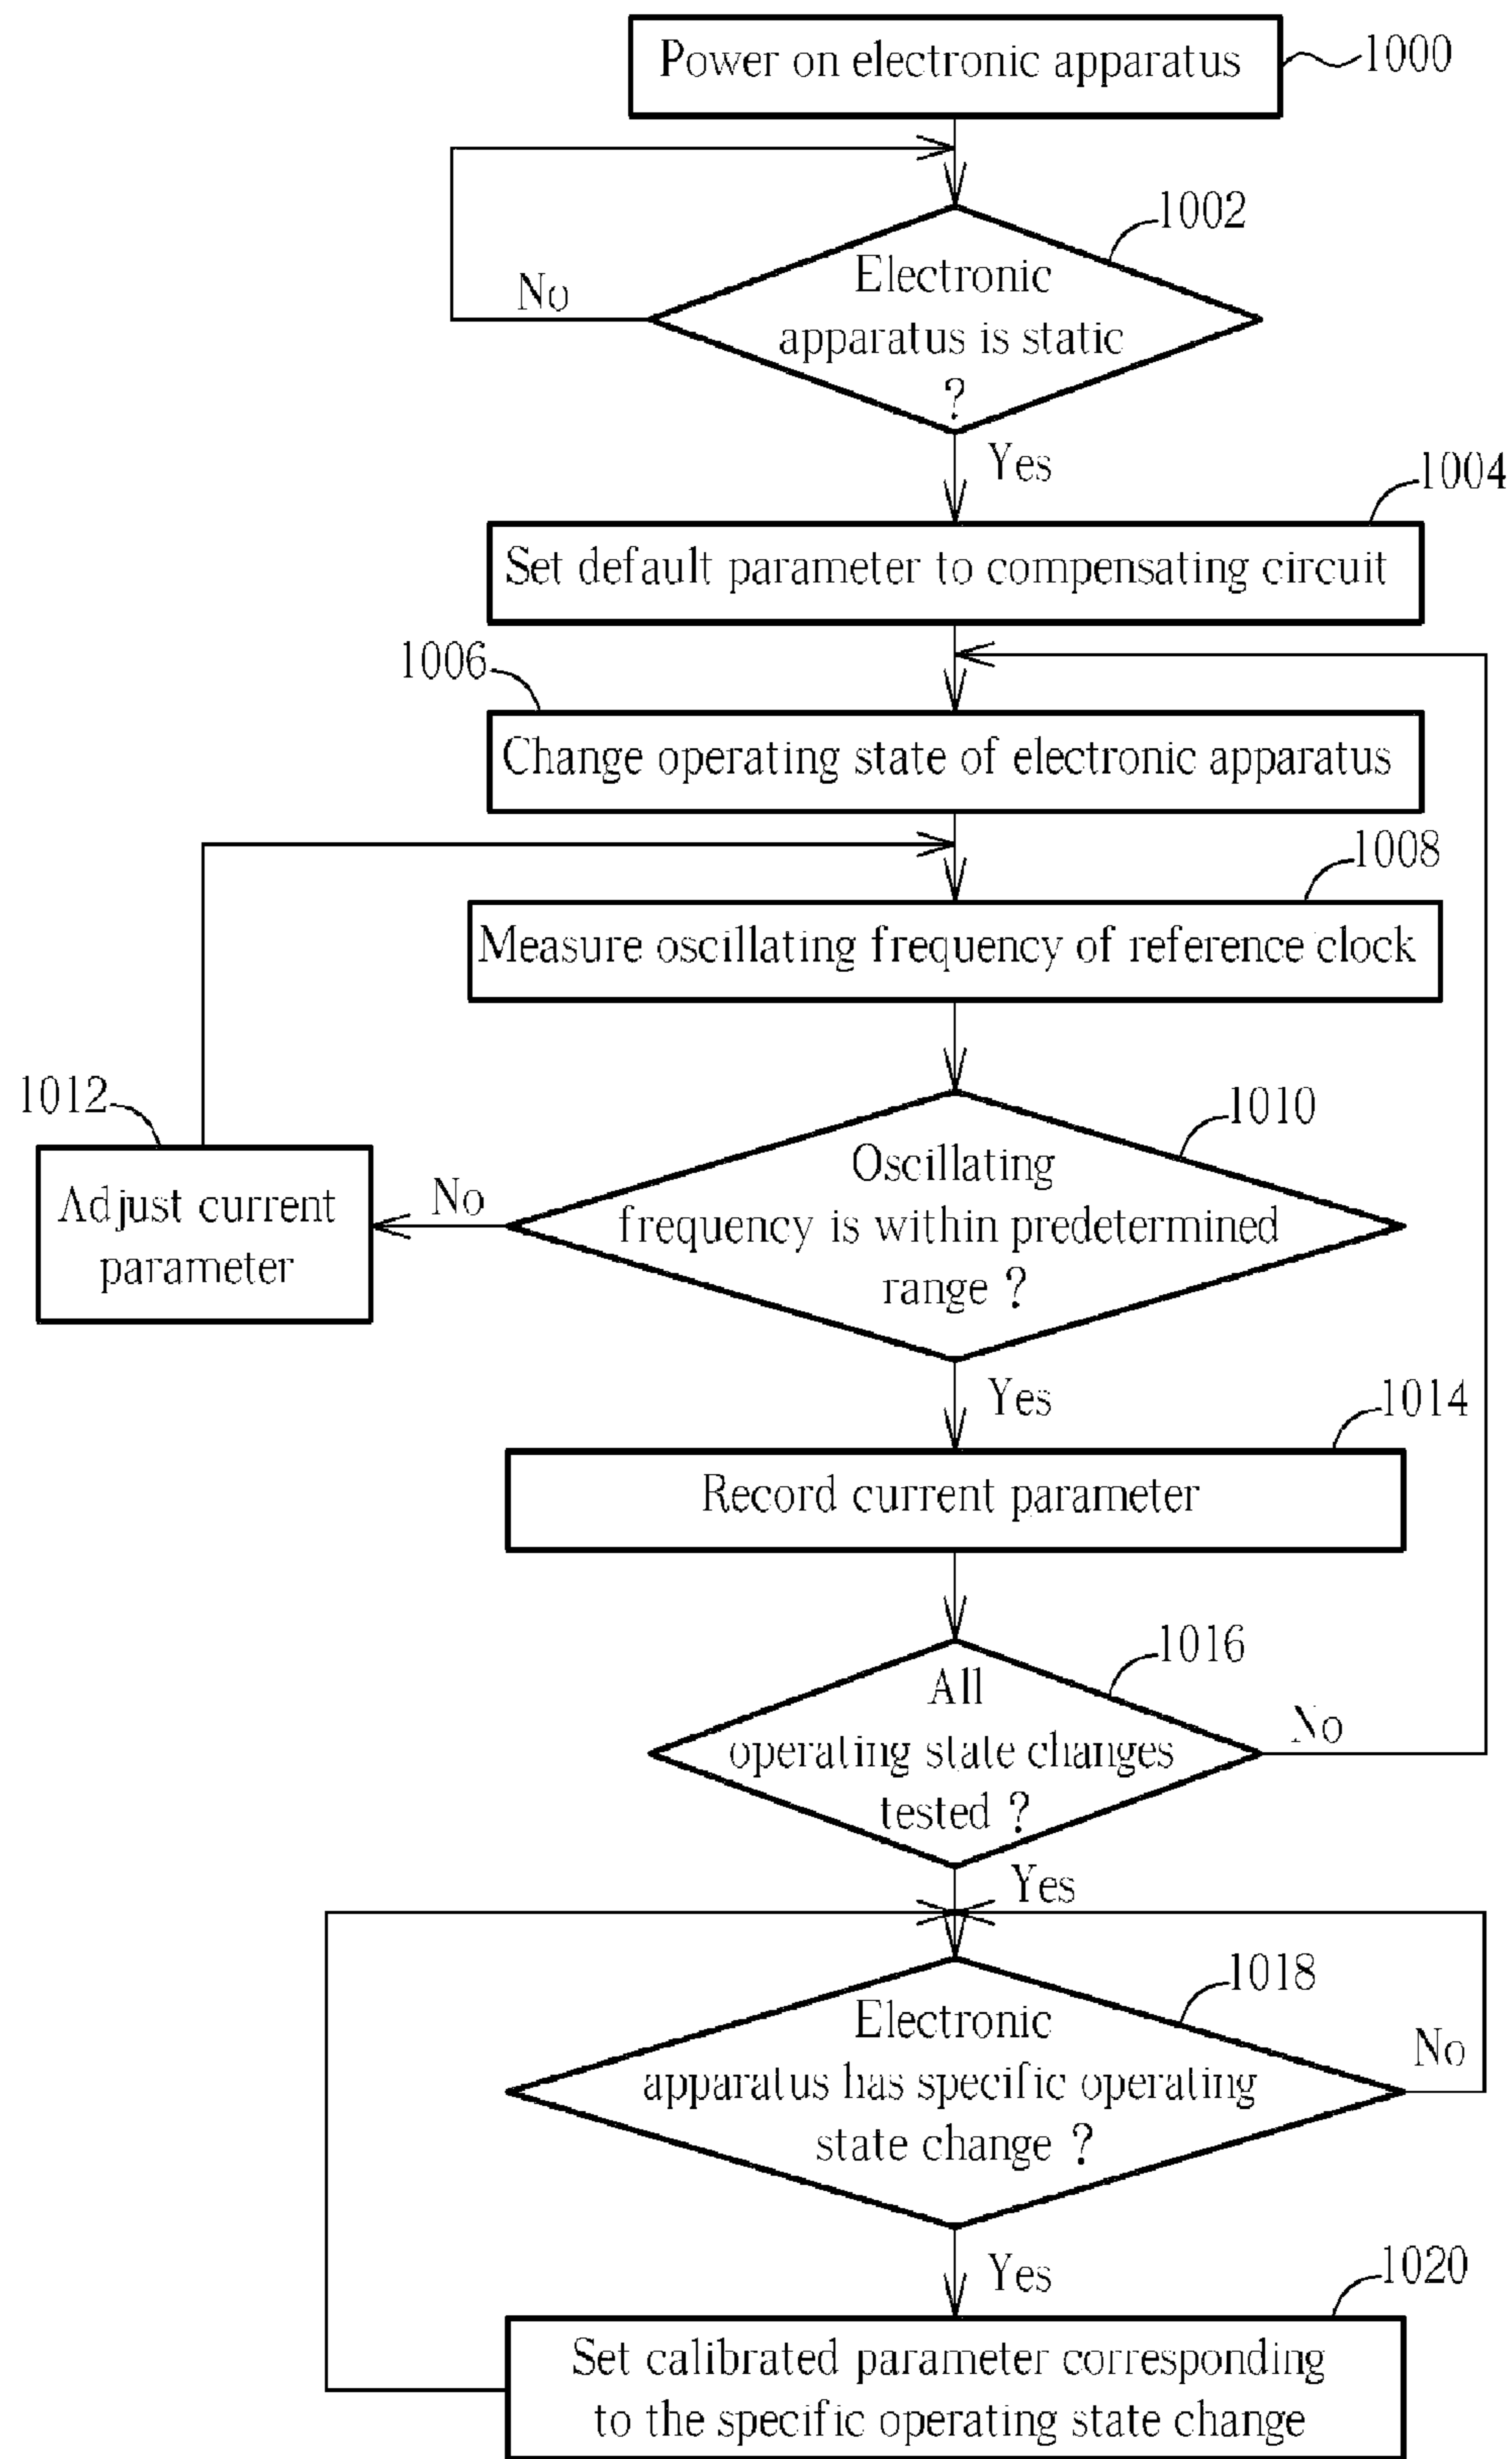 Power on electronic apparatus
1000
1002
Electronic
apparatus is static
?
No
Yes
1004
Set default parameter to compensating circuit
1006
Change operating state of electronic apparatus
1008
Measure oscillating frequency of reference clock
1010
Oscillating
frequency is within predetermined
range ?
No
1012
Adjust current
parameter
Yes
1014
Record current parameter
1016
All
operating state changes
tested ?
No
Yes
1018
Electronic
apparatus has specific operating
state change ?
No
Yes
1020
Set calibrated parameter corresponding
to the specific operating state change